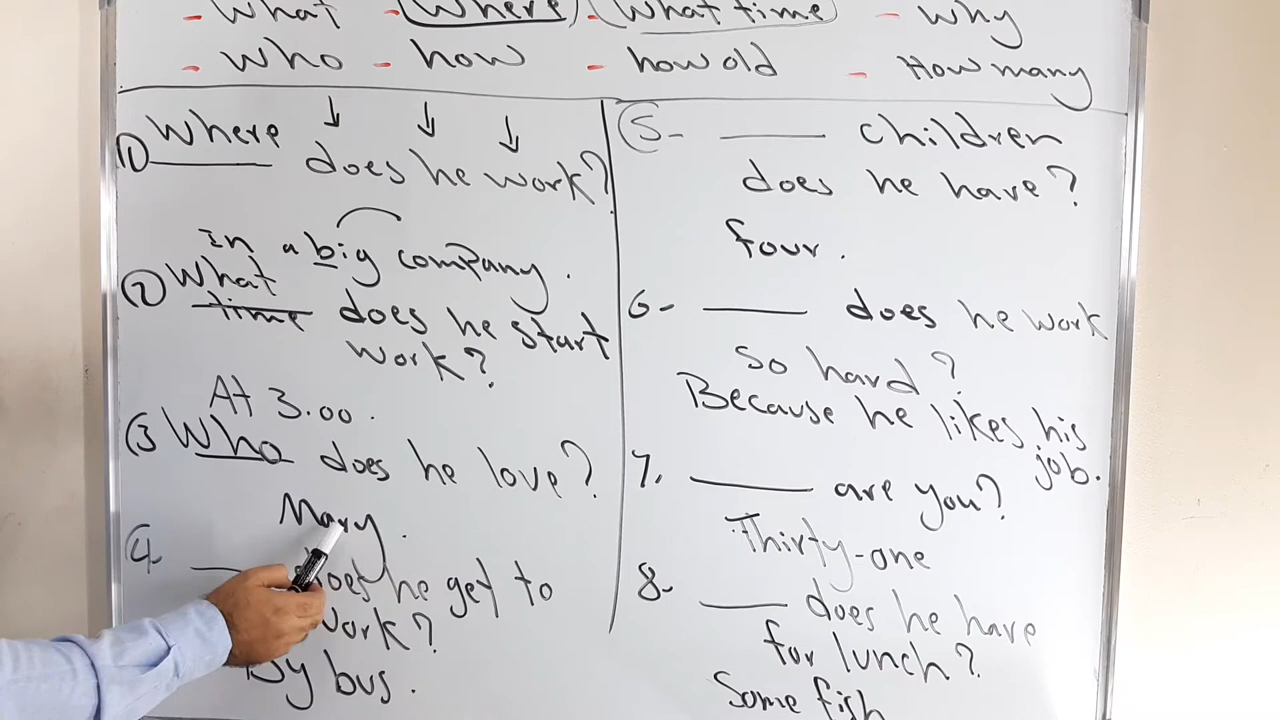 - What - Where - What time - Why
- Who - how - how old - How many
1) Where does he work?
In a big company.
2) What time does he start
work?
At 3.00.
3) Who does he love?
Mary.
4- ___ does he get to
work?
By bus.
5- ___ children
does he have?
four.
6- ___ does he work
so hard?
Because he likes his
job.
7. ___ are you?
Thirty-one
8- ___ does he have
for lunch?
Some fish